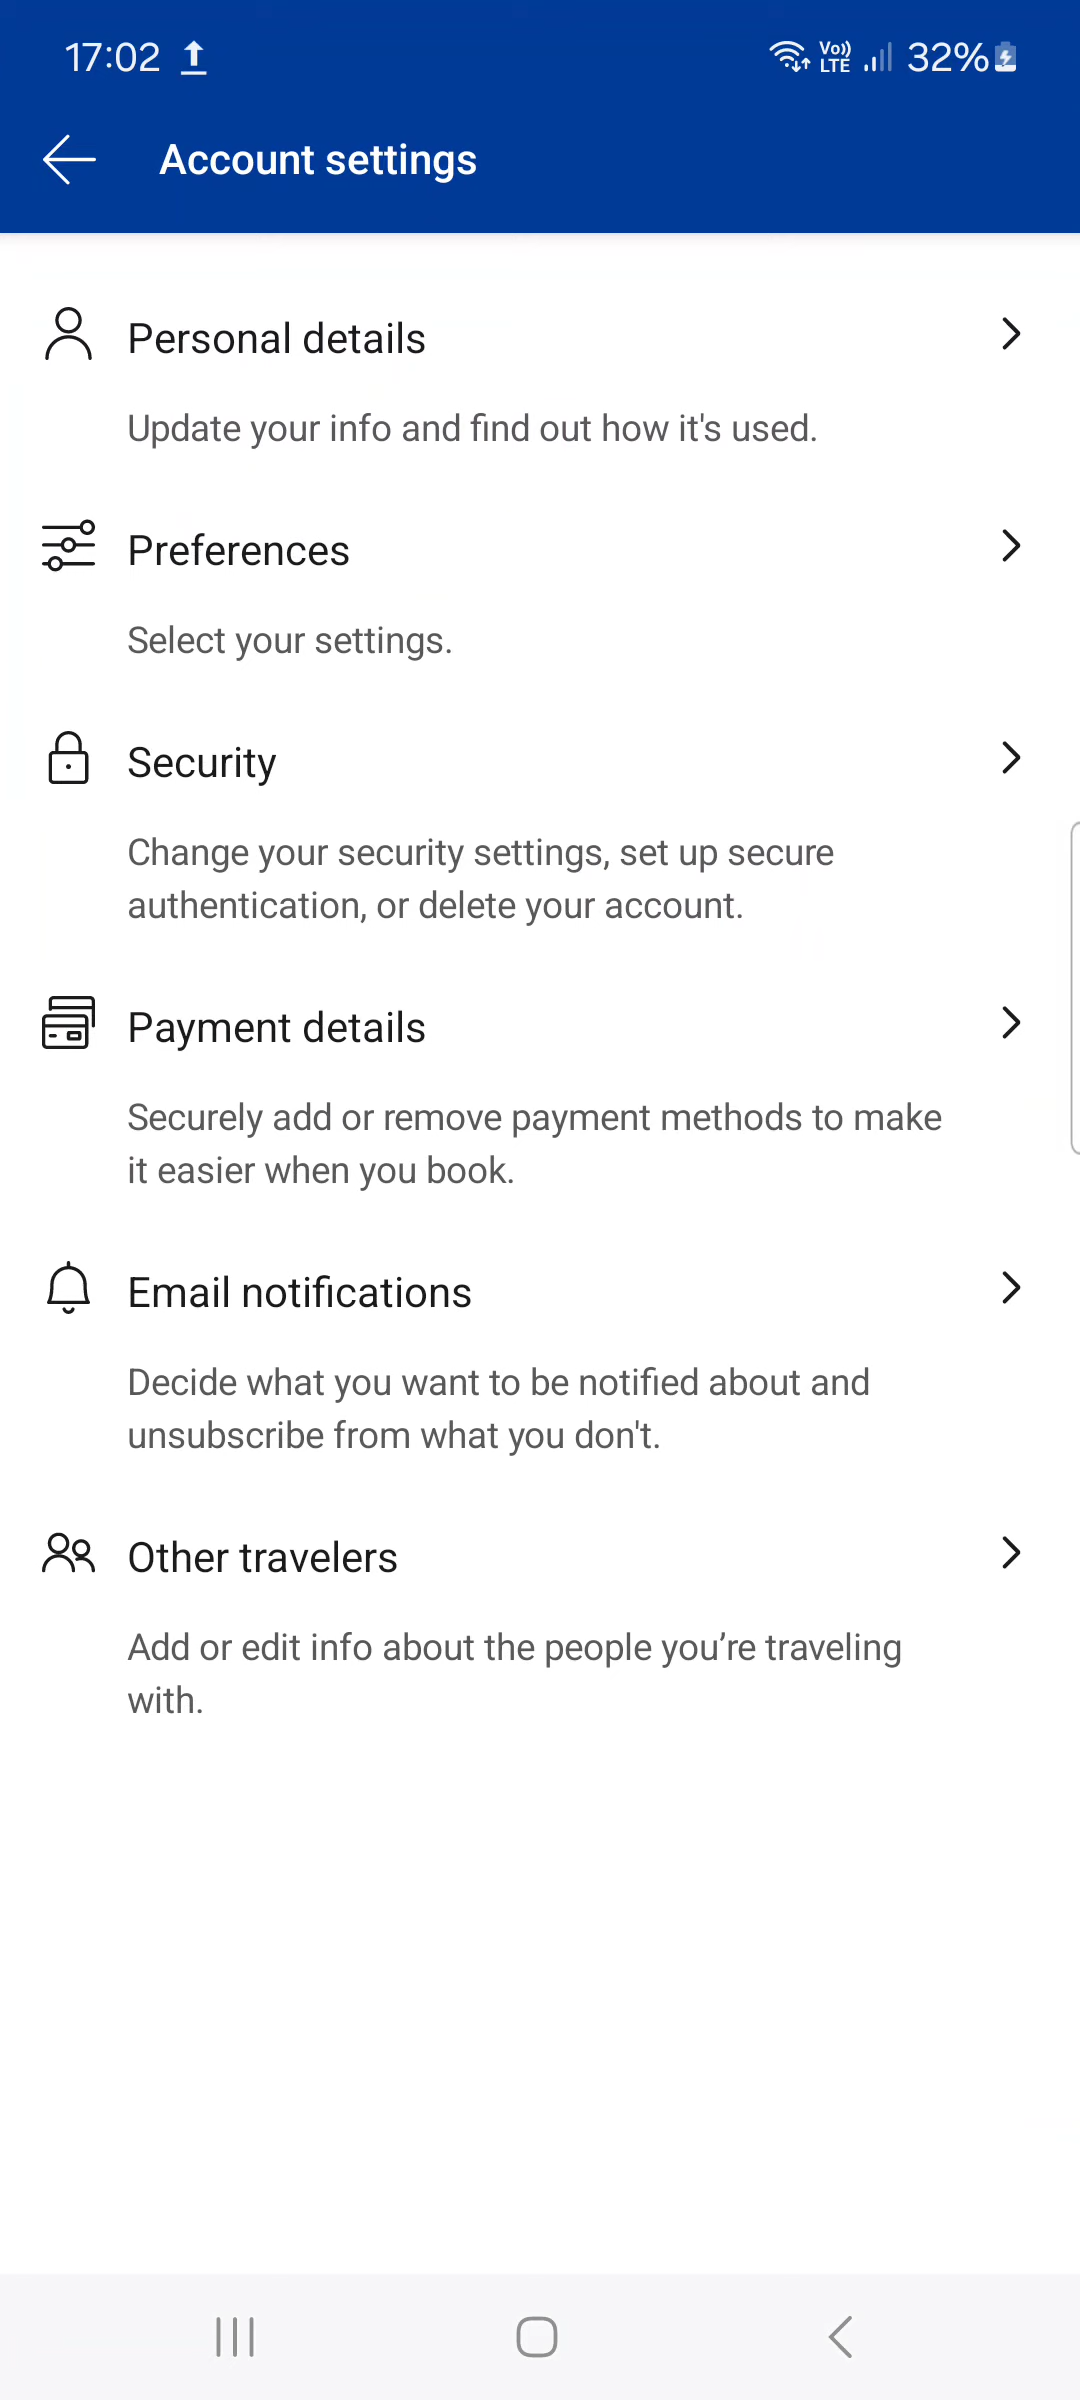 17:02
Vo)) LTE 32%
Account settings
Personal details
Update your info and find out how it's used.
Preferences
Select your settings.
Security
Change your security settings, set up secure
authentication, or delete your account.
Payment details
Securely add or remove payment methods to make
it easier when you book.
Email notifications
Decide what you want to be notified about and
unsubscribe from what you don't.
Other travelers
Add or edit info about the people you’re traveling
with.